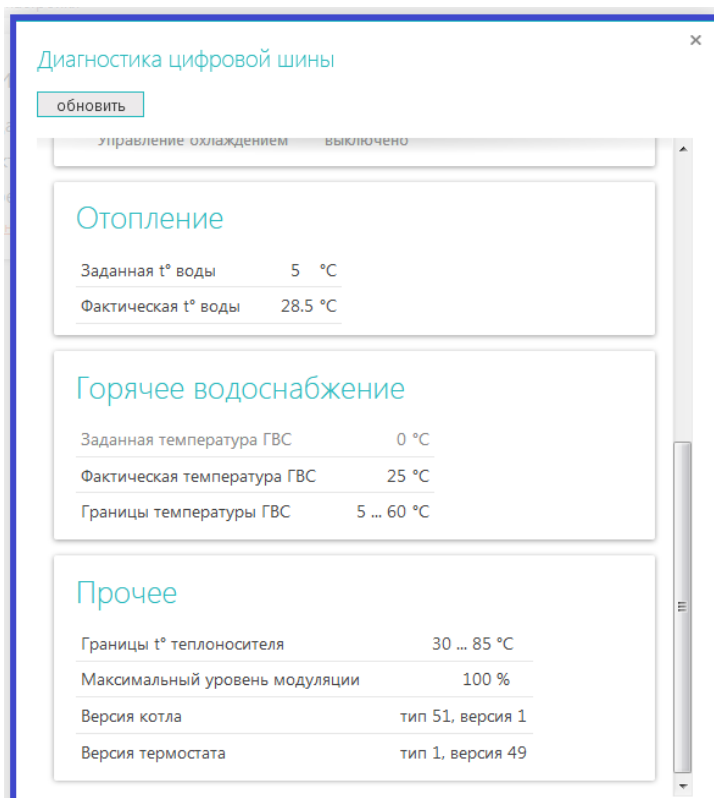 Диагностика цифровой шины
обновить
Управление охлаждением выключено
Отопление
Заданная t° воды 5 °C
Фактическая t° воды 28.5 °C
Горячее водоснабжение
Заданная температура ГВС 0 °C
Фактическая температура ГВС 25 °C
Границы температуры ГВС 5 ... 60 °C
Прочее
Границы t° теплоносителя 30 ... 85 °C
Максимальный уровень модуляции 100 %
Версия котла тип 51, версия 1
Версия термостата тип 1, версия 49